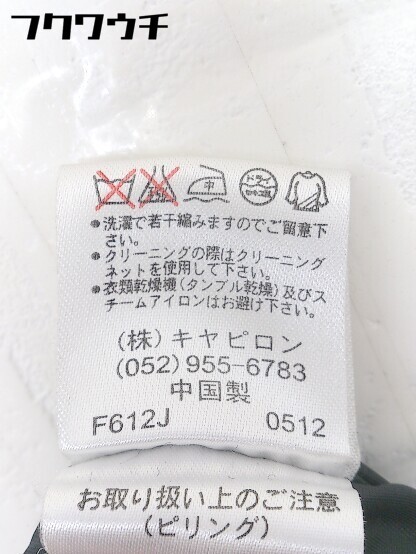 フクワウチ
中
ドライ
●洗濯で若干縮みますのでご留意下
さい。
●クリーニングの際はクリーニング
ネットを使用して下さい。
●衣類乾燥機(タンブル乾燥)及びス
チームアイロンはお避け下さい。
(株)キヤピロン
(052)955-6783
中国製
F612J 0512
お取り扱い上のご注意
(ピリング)